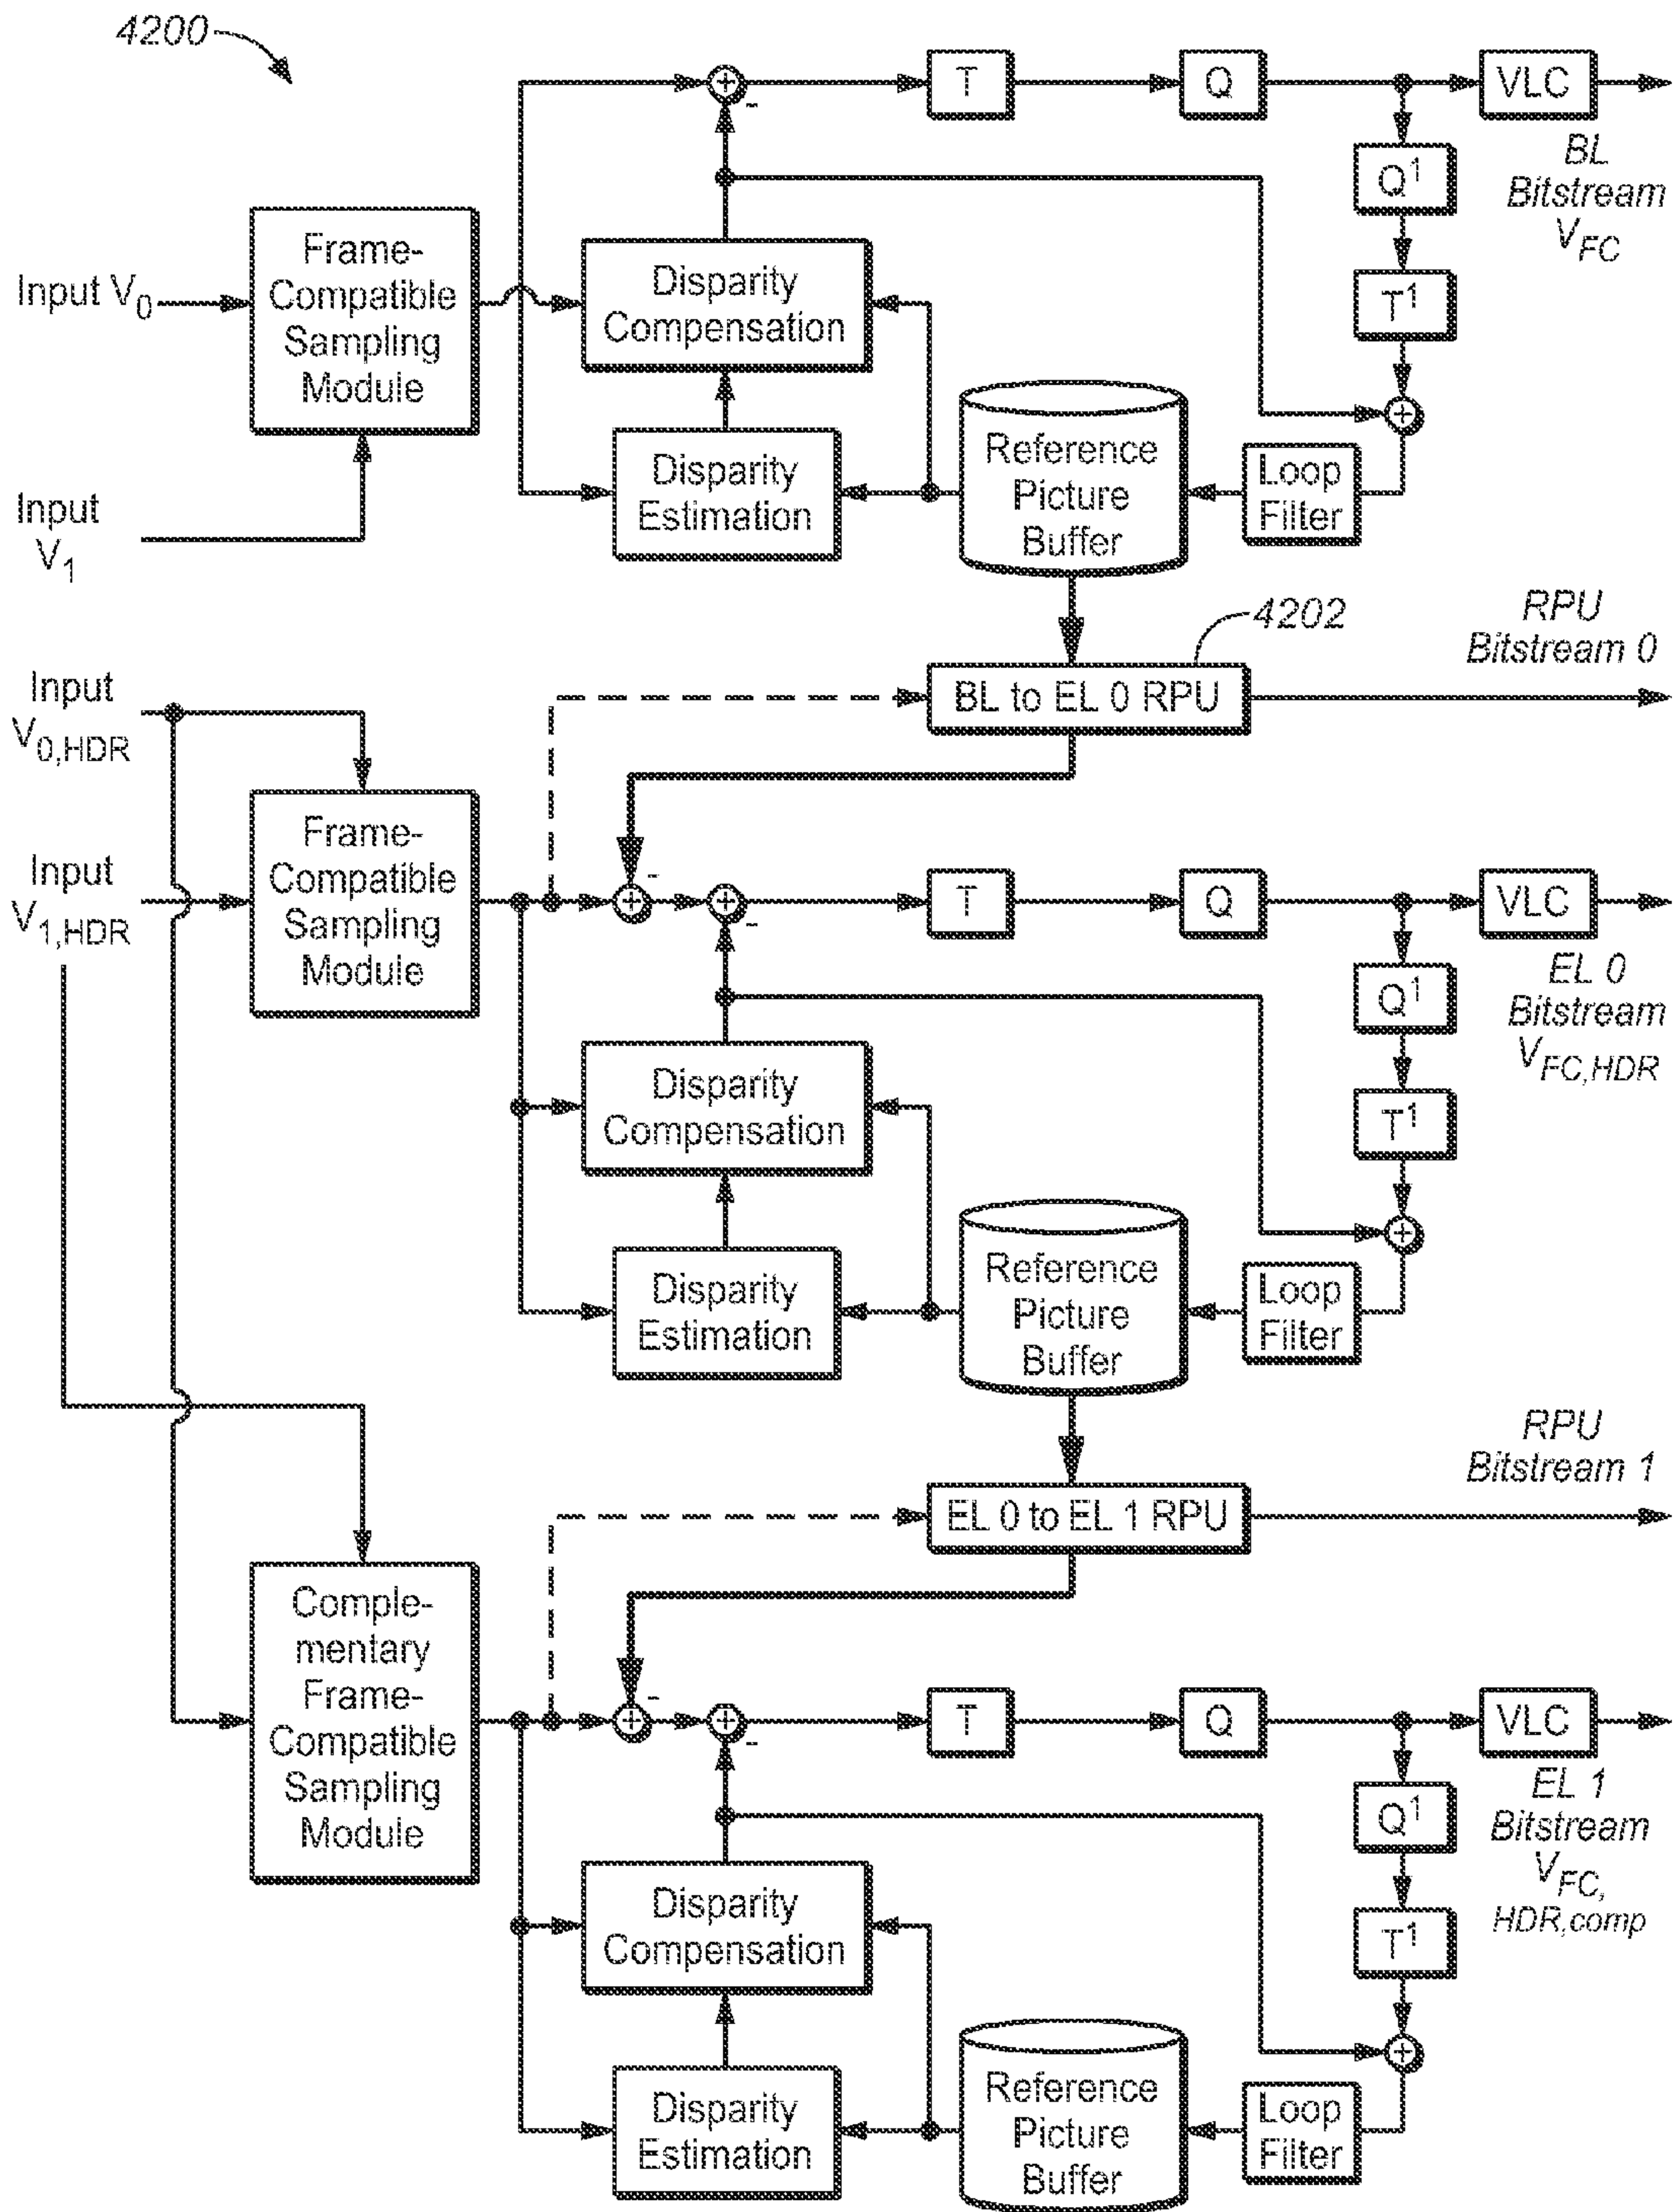 4200
+
-
T
Q
VLC
BL
Bitstream
V_FC
Q¹
T¹
+
Input V₀
Frame-
Compatible
Sampling
Module
Disparity
Compensation
Input
V₁
Disparity
Estimation
Reference
Picture
Buffer
Loop
Filter
4202
RPU
Bitstream 0
BL to EL 0 RPU
Input
V₀,HDR
Input
V₁,HDR
Frame-
Compatible
Sampling
Module
+
-
+
-
T
Q
VLC
EL 0
Bitstream
V_FC,HDR
Q¹
T¹
+
Disparity
Compensation
Disparity
Estimation
Reference
Picture
Buffer
Loop
Filter
RPU
Bitstream 1
EL 0 to EL 1 RPU
Comple-
mentary
Frame-
Compatible
Sampling
Module
+
-
+
-
T
Q
VLC
EL 1
Bitstream
V_FC,
HDR,comp
Q¹
T¹
+
Disparity
Compensation
Disparity
Estimation
Reference
Picture
Buffer
Loop
Filter